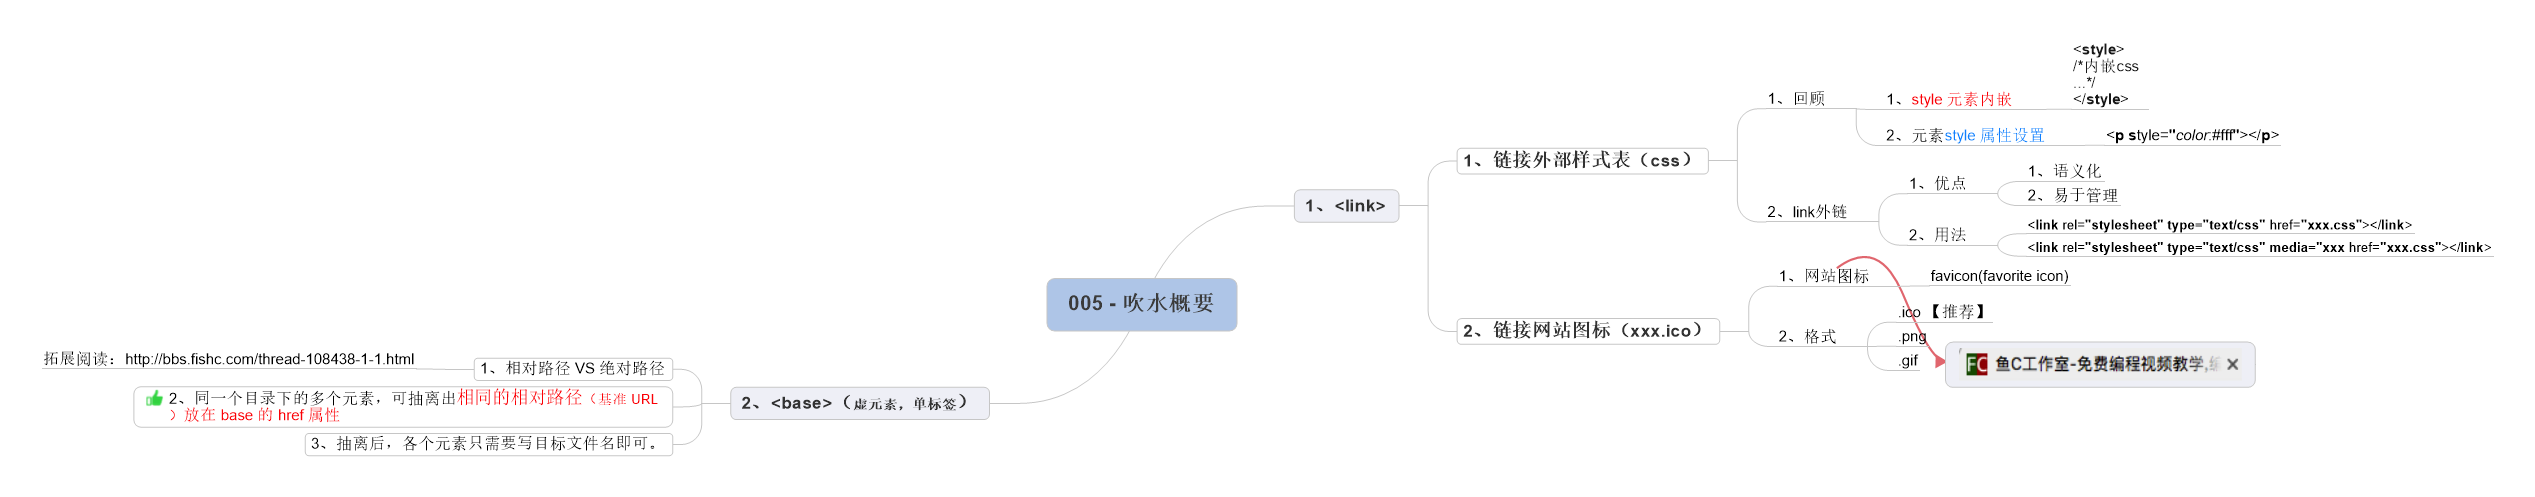 005 - 吹水概要
1、<link>
1、链接外部样式表（css）
1、回顾
1、style 元素内嵌
<style>
/*内嵌css
...*/
</style>
2、元素style 属性设置
<p style="color:#fff"></p>
2、link外链
1、优点
1、语义化
2、易于管理
2、用法
<link rel="stylesheet" type="text/css" href="xxx.css"></link>
<link rel="stylesheet" type="text/css" media="xxx href="xxx.css"></link>
2、链接网站图标（xxx.ico）
1、网站图标
favicon(favorite icon)
2、格式
.ico 【推荐】
.png
.gif
FC 鱼C工作室-免费编程视频教学,
2、<base>（虚元素，单标签）
1、相对路径 VS 绝对路径
拓展阅读：http://bbs.fishc.com/thread-108438-1-1.html
2、同一个目录下的多个元素，可抽离出相同的相对路径（基准 URL
）放在 base 的 href 属性
3、抽离后，各个元素只需要写目标文件名即可。